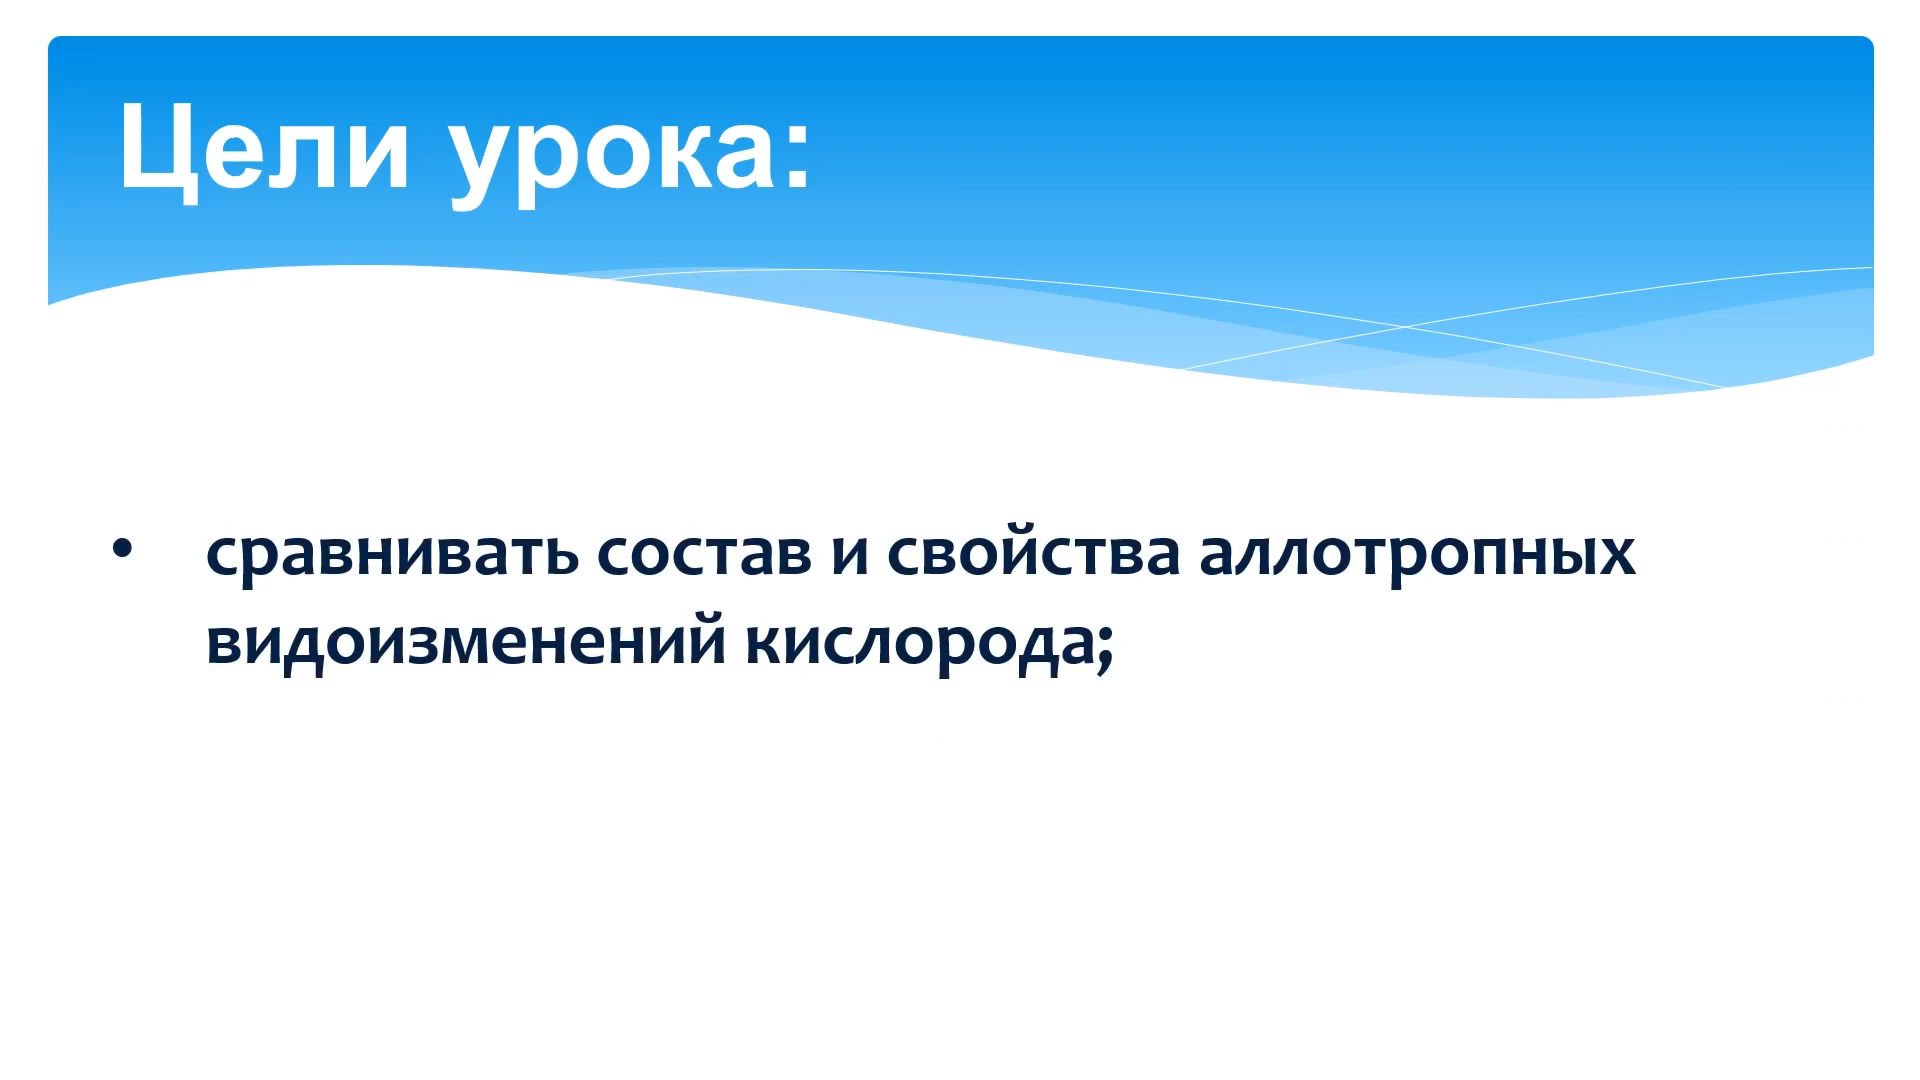 Цели урока:
• сравнивать состав и свойства аллотропных
видоизменений кислорода;